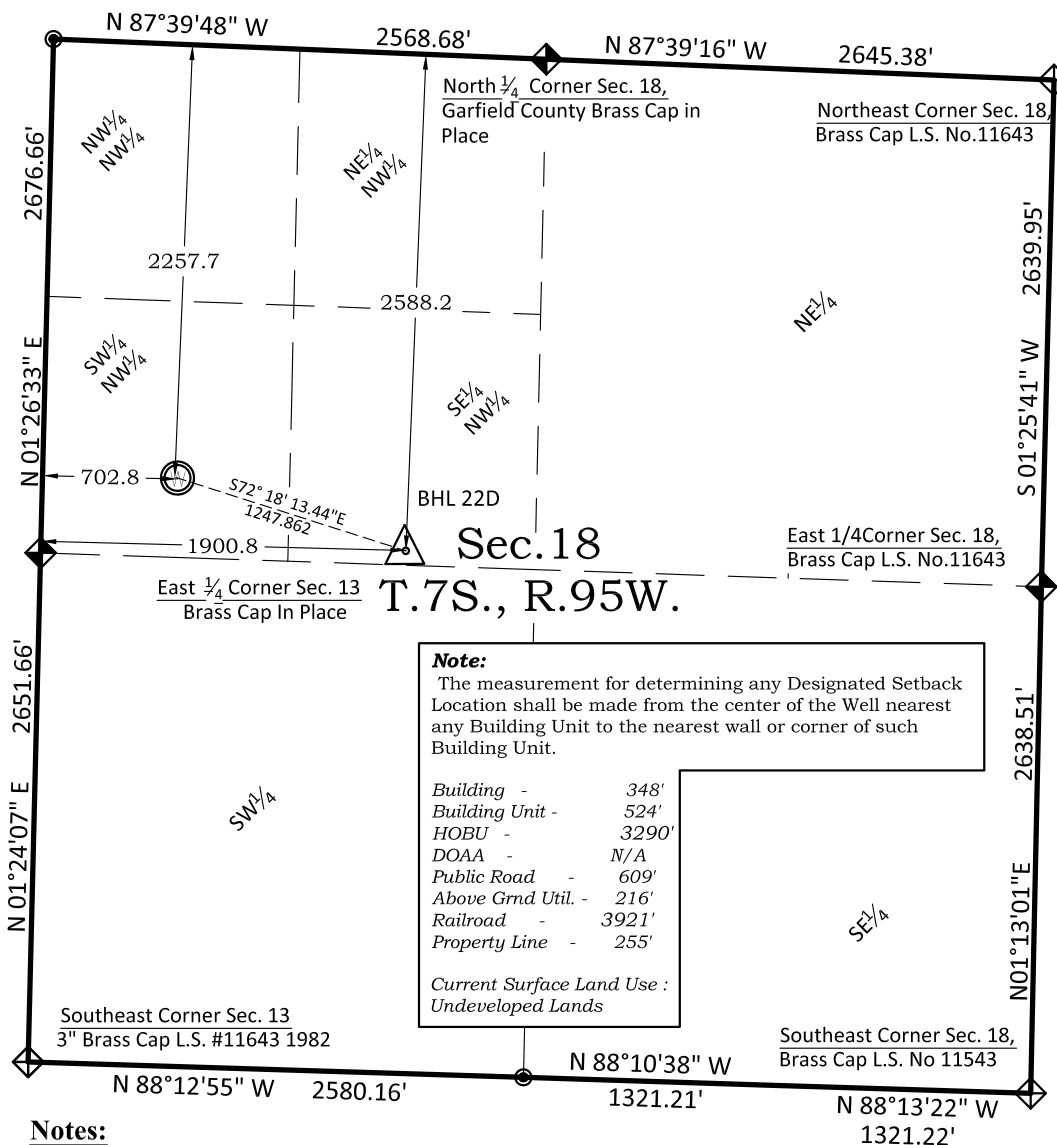 N 87°39'48" W
2568.68'
N 87°39'16" W
2645.38'
North 1/4 Corner Sec. 18,
Garfield County Brass Cap in
Place
Northeast Corner Sec. 18,
Brass Cap L.S. No.11643
NW1/4
NW1/4
NE1/4
NW1/4
2676.66'
2639.95'
2257.7
2588.2
NE1/4
SW1/4
NW1/4
SE1/4
NW1/4
N 01°26'33" E
S 01°25'41" W
702.8
S72° 18' 13.44"E
1247.862
BHL 22D
1900.8
Sec.18
T.7S., R.95W.
East 1/4Corner Sec. 18,
Brass Cap L.S. No.11643
East 1/4 Corner Sec. 13
Brass Cap In Place
2651.66'
2638.51'
Note:
The measurement for determining any Designated Setback
Location shall be made from the center of the Well nearest
any Building Unit to the nearest wall or corner of such
Building Unit.
Building - 348'
Building Unit - 524'
HOBU - 3290'
DOAA - N/A
Public Road - 609'
Above Grnd Util. - 216'
Railroad - 3921'
Property Line - 255'
Current Surface Land Use :
Undeveloped Lands
SW1/4
SE1/4
N 01°24'07" E
N01°13'01"E
Southeast Corner Sec. 13
3" Brass Cap L.S. #11643 1982
Southeast Corner Sec. 18,
Brass Cap L.S. No 11543
N 88°12'55" W
2580.16'
N 88°10'38" W
1321.21'
N 88°13'22" W
1321.22'
Notes: